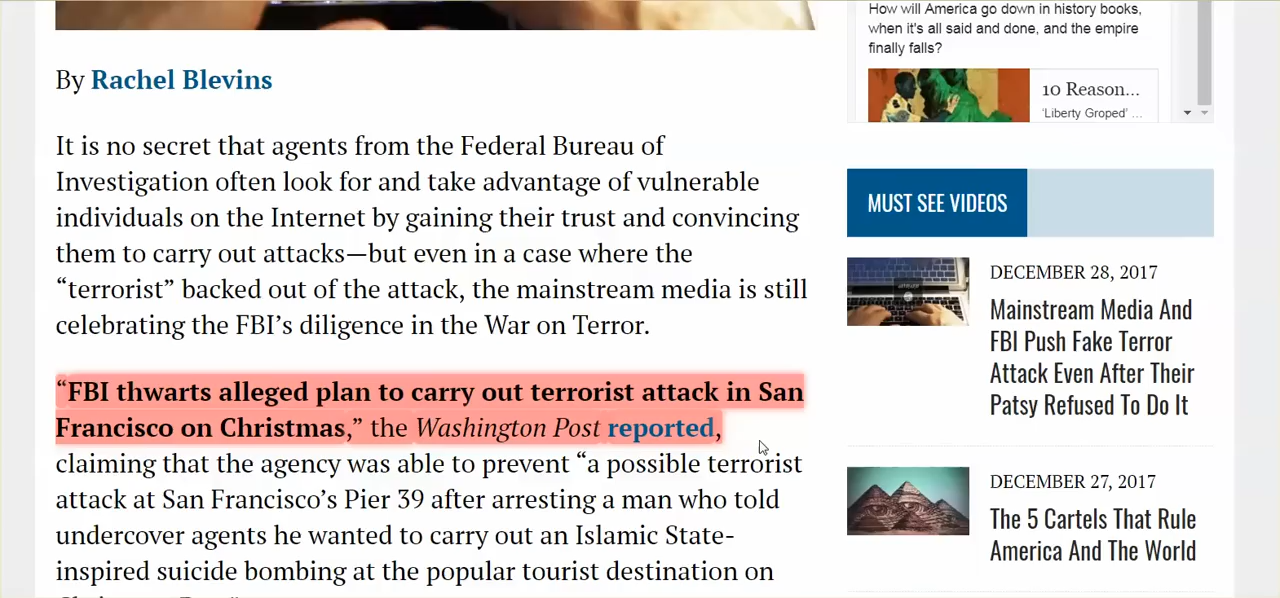 By Rachel Blevins
It is no secret that agents from the Federal Bureau of
Investigation often look for and take advantage of vulnerable
individuals on the Internet by gaining their trust and convincing
them to carry out attacks—but even in a case where the
“terrorist” backed out of the attack, the mainstream media is still
celebrating the FBI’s diligence in the War on Terror.
“FBI thwarts alleged plan to carry out terrorist attack in San
Francisco on Christmas,” the Washington Post reported,
claiming that the agency was able to prevent “a possible terrorist
attack at San Francisco’s Pier 39 after arresting a man who told
undercover agents he wanted to carry out an Islamic State-
inspired suicide bombing at the popular tourist destination on
How will America go down in history books,
when it's all said and done, and the empire
finally falls?
10 Reason...
'Liberty Groped' ...
MUST SEE VIDEOS
DECEMBER 28, 2017
Mainstream Media And
FBI Push Fake Terror
Attack Even After Their
Patsy Refused To Do It
DECEMBER 27, 2017
The 5 Cartels That Rule
America And The World